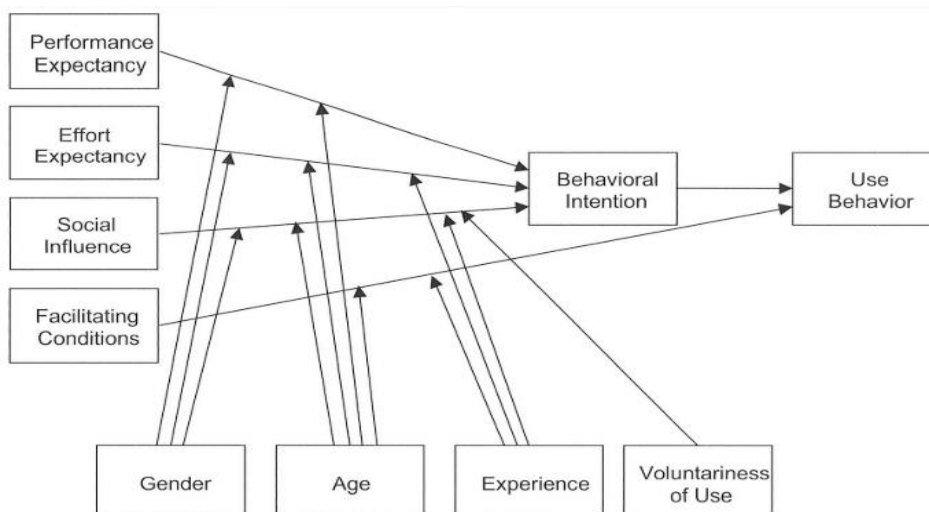 Performance
Expectancy
Effort
Expectancy
Social
Influence
Facilitating
Conditions
Behavioral
Intention
Use
Behavior
Gender
Age
Experience
Voluntariness
of Use